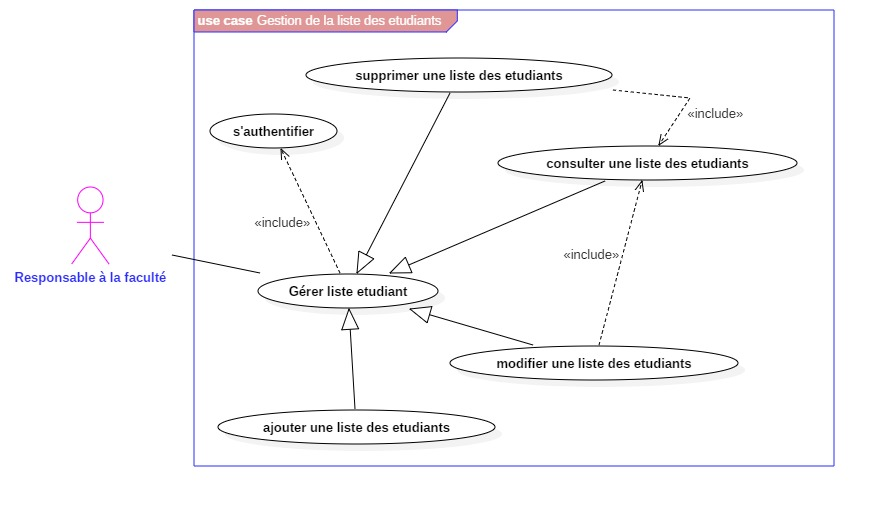 use case Gestion de la liste des etudiants
supprimer une liste des etudiants
«include»
s'authentifier
consulter une liste des etudiants
«include»
«include»
Responsable à la faculté
Gérer liste etudiant
modifier une liste des etudiants
ajouter une liste des etudiants